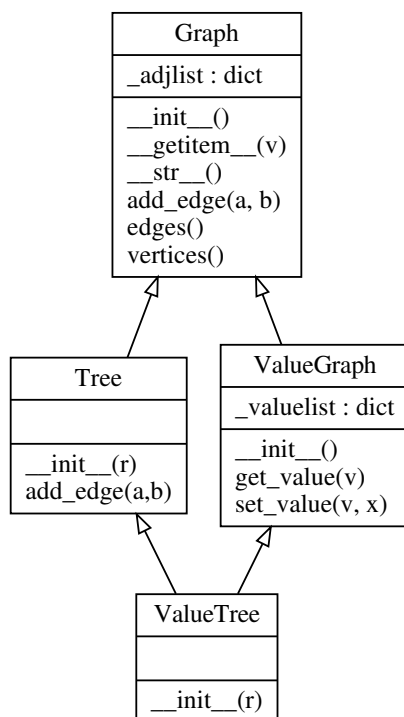 Graph
_adjlist : dict
__init__()
__getitem__(v)
__str__()
add_edge(a, b)
edges()
vertices()
Tree
__init__(r)
add_edge(a,b)
ValueGraph
_valuelist : dict
__init__()
get_value(v)
set_value(v, x)
ValueTree
__init__(r)